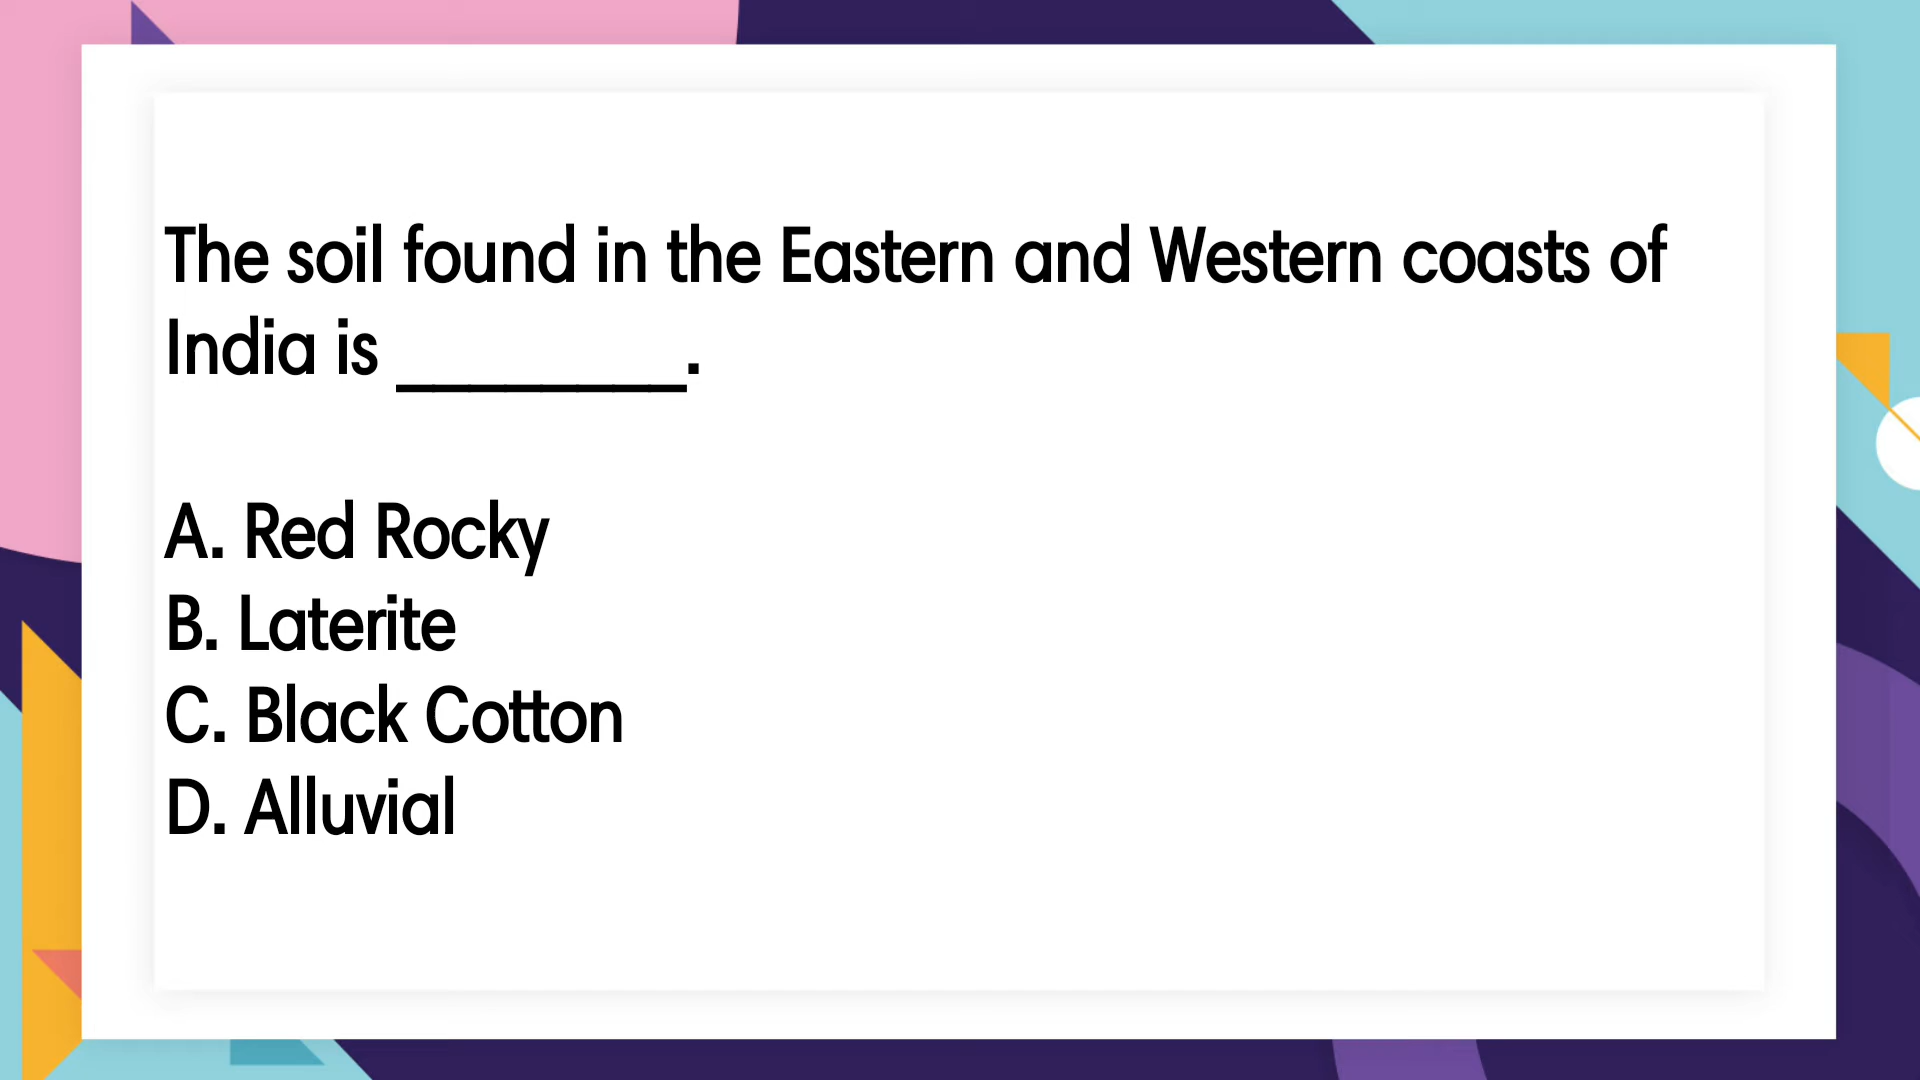 The soil found in the Eastern and Western coasts of
India is ________.
A. Red Rocky
B. Laterite
C. Black Cotton
D. Alluvial